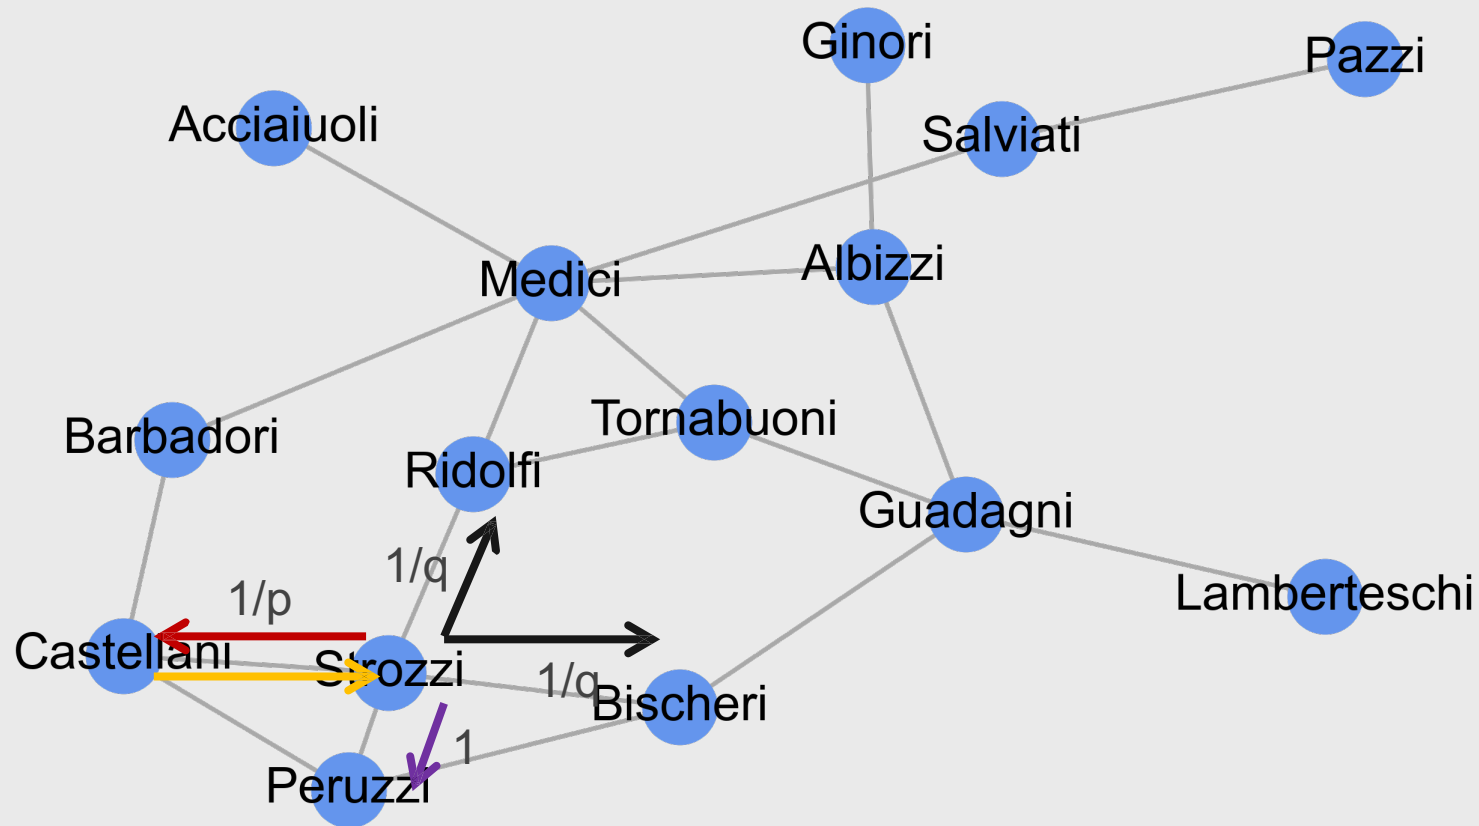 Ginori
Pazzi
Acciaiuoli
Salviati
Medici
Albizzi
Barbadori
Tornabuoni
Ridolfi
Guadagni
1/q
1/p
Lamberteschi
Castellani
Strozzi
1/q
Bischeri
1
Peruzzi